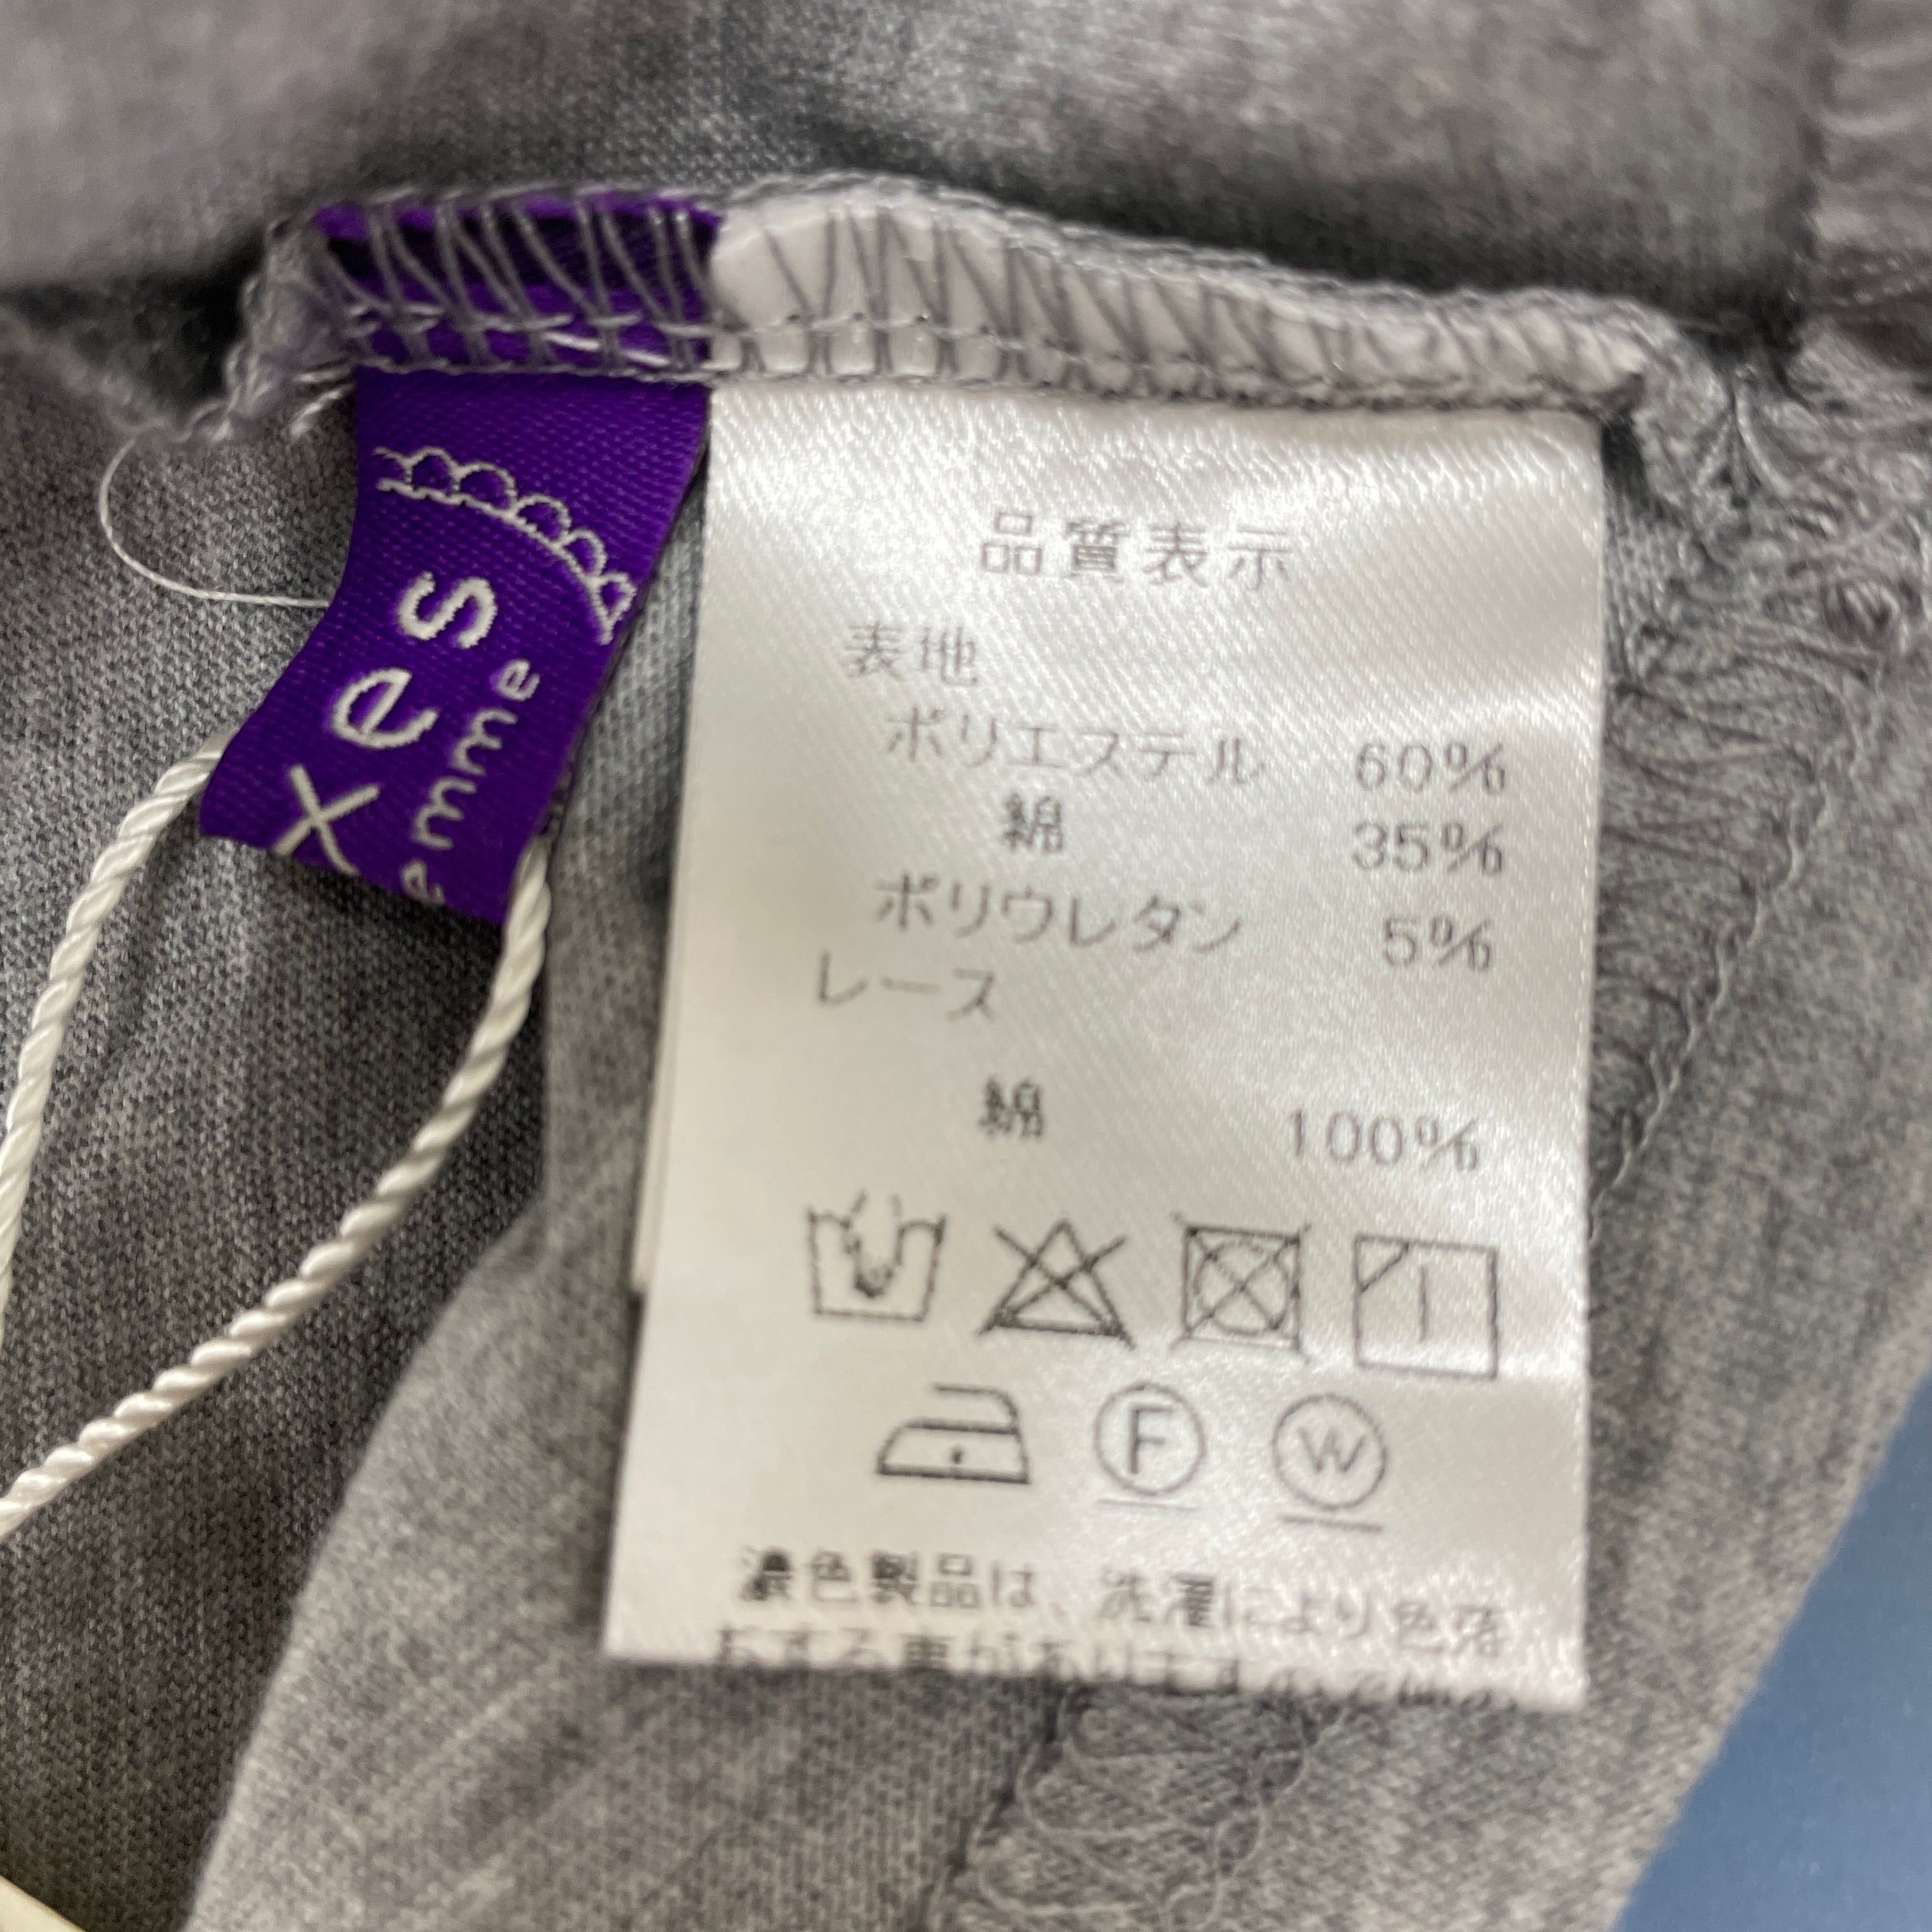 xes
emme
品質表示
表地
ポリエステル 60%
綿 35%
ポリウレタン 5%
レース
綿 100%
F W
濃色製品は、洗濯により色落